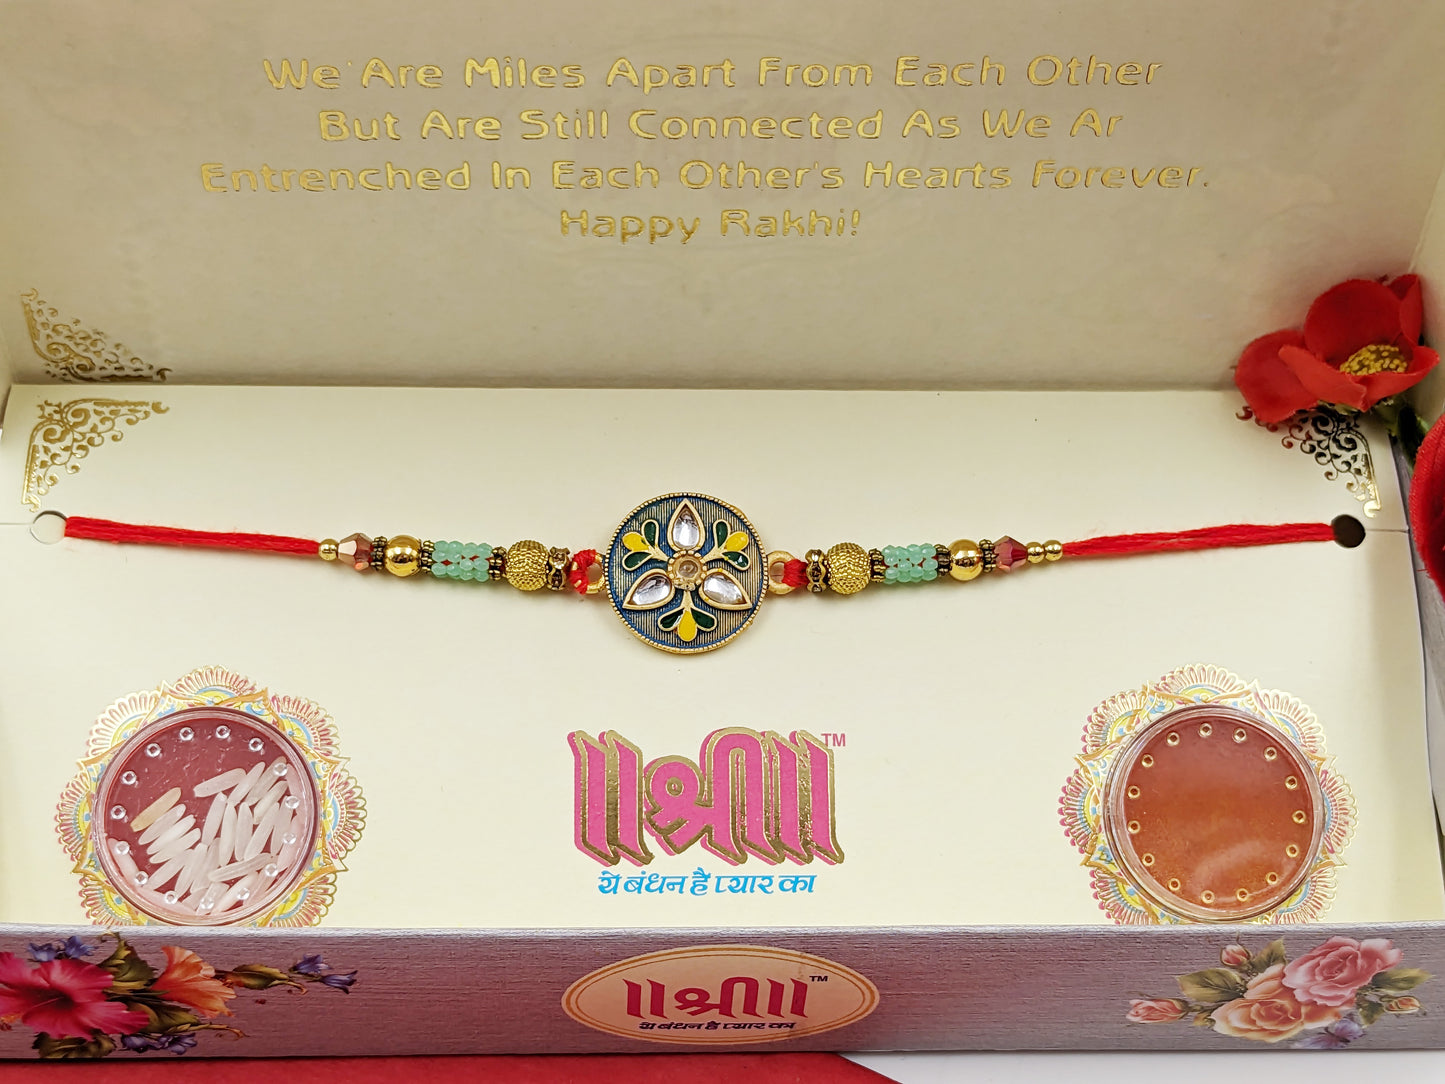 We Are Miles Apart From Each Other
But Are Still Connected As We Ar
Entrenched In Each Other's Hearts Forever.
Happy Rakhi!
॥श्री॥ TM
ये बंधन है प्यार का
॥श्री॥ TM
ये बंधन है प्यार का